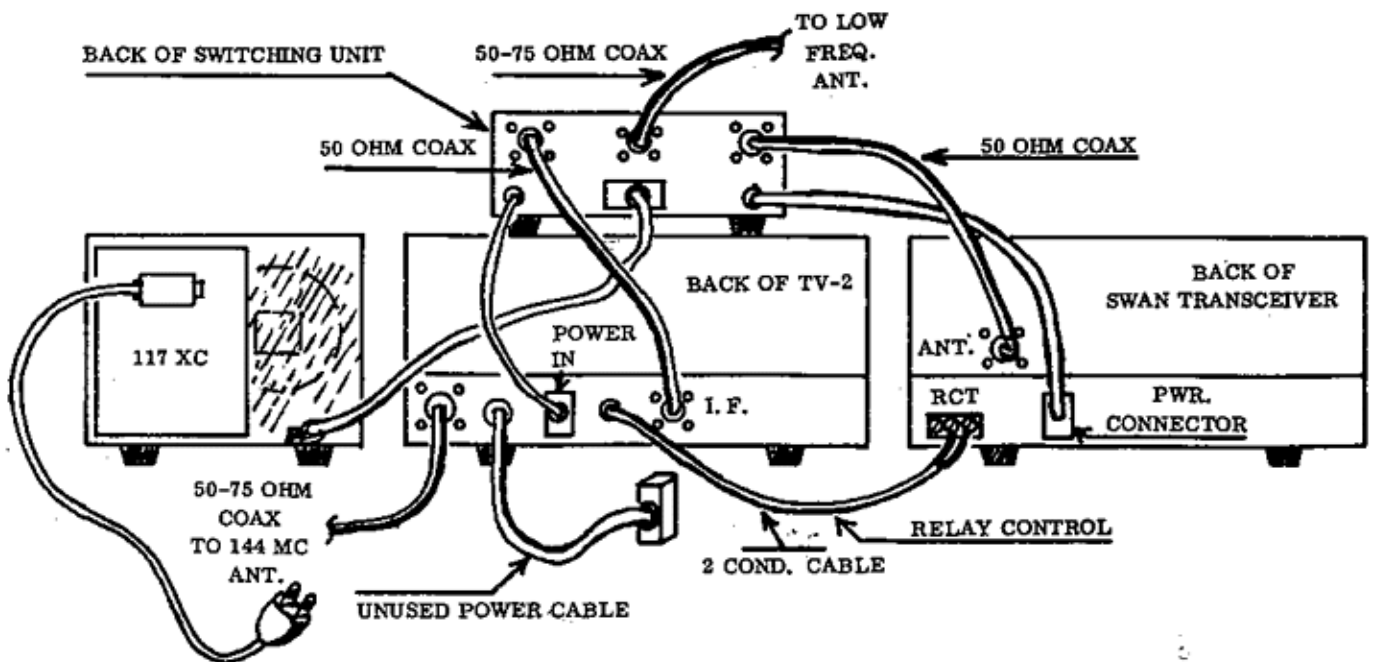 BACK OF SWITCHING UNIT
50-75 OHM COAX
TO LOW
FREQ.
ANT.
50 OHM COAX
50 OHM COAX
117 XC
BACK OF TV-2
POWER
IN
I. F.
BACK OF
SWAN TRANSCEIVER
ANT.
RCT
PWR.
CONNECTOR
50-75 OHM
COAX
TO 144 MC
ANT.
UNUSED POWER CABLE
2 COND. CABLE
RELAY CONTROL